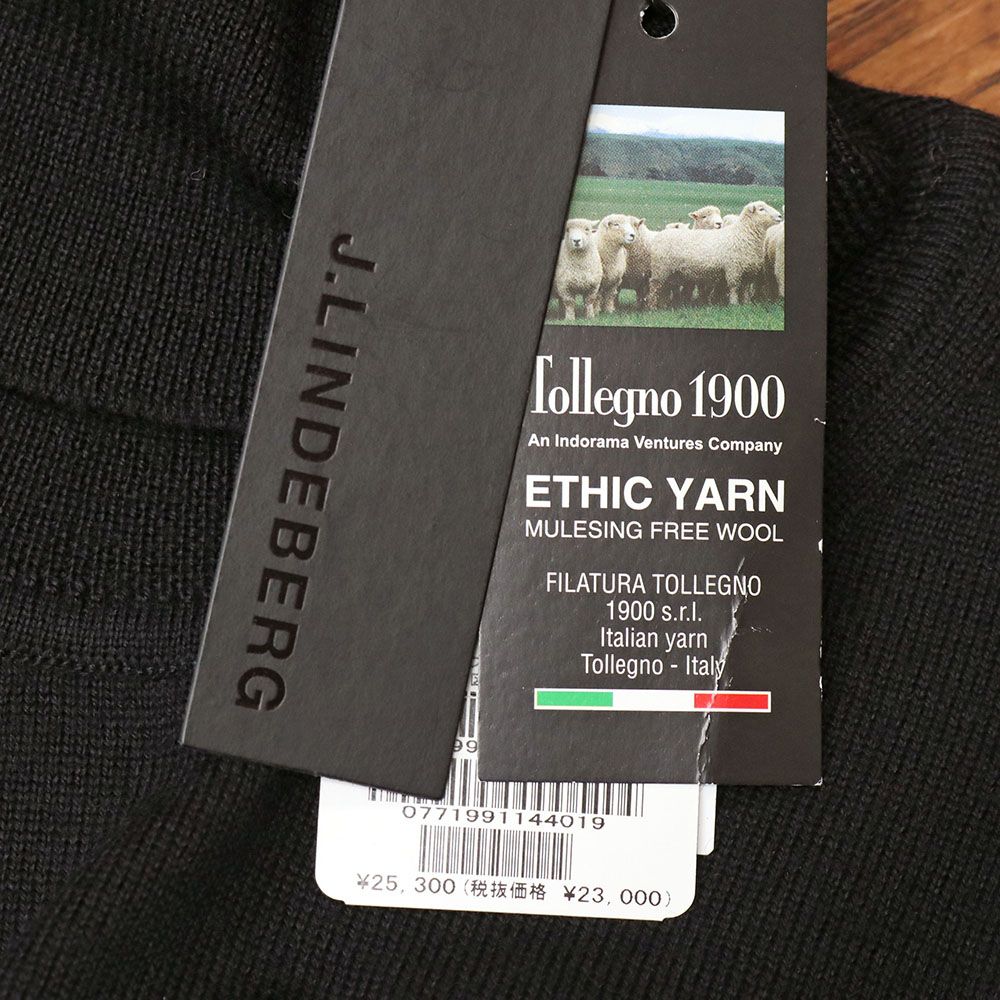 J.LINDEBERG
Tollegno 1900
An Indorama Ventures Company
ETHIC YARN
MULESING FREE WOOL
FILATURA TOLLEGNO
1900 s.r.l.
Italian yarn
Tollegno - Italy
99
0771991144019
¥25,300(税抜価格 ¥23,000)